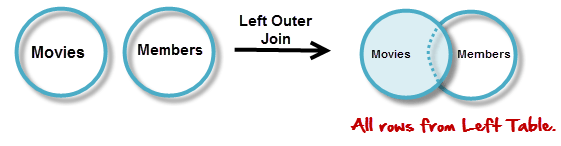 Movies
Members
Left Outer
Join
Movies
Members
All rows from Left Table.